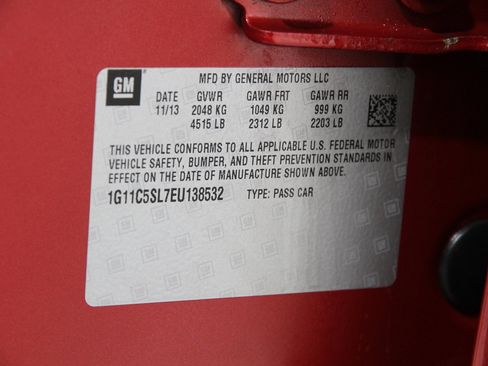 GM MFD BY GENERAL MOTORS LLC
DATE GVWR GAWR FRT GAWR RR
11/13 2048 KG 1049 KG 999 KG
4515 LB 2312 LB 2203 LB
THIS VEHICLE CONFORMS TO ALL APPLICABLE U.S. FEDERAL MOTOR
VEHICLE SAFETY, BUMPER, AND THEFT PREVENTION STANDARDS IN
EFFECT ON THE DATE OF MANUFACTURE SHOWN ABOVE.
1G11C5SL7EU138532 TYPE: PASS CAR